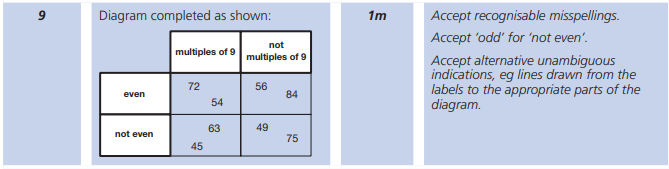 9
Diagram completed as shown:
multiples of 9
not
multiples of 9
even
72
54
56
84
not even
63
45
49
75
1m
Accept recognisable misspellings.
Accept ‘odd’ for ‘not even’.
Accept alternative unambiguous
indications, eg lines drawn from the
labels to the appropriate parts of the
diagram.